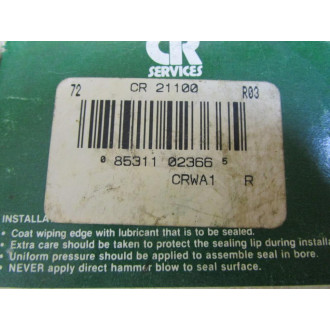 CR
SERVICES
72 CR 21100 R03
0 85311 02366 6
CRWA1 R
INSTALLA
• Coat wiping edge with lubricant that is to be sealed.
• Extra care should be taken to protect the sealing lip during installa
• Uniform pressure should be applied to assemble seal in bore.
• NEVER apply direct hammer blow to seal surface.